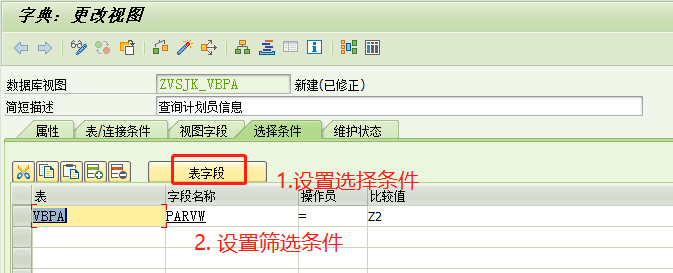 字典: 更改视图
数据库视图 ZVSJK_VBPA 新建(已修正)
简短描述 查询计划员信息
属性 表/连接条件 视图字段 选择条件 维护状态
表字段
1.设置选择条件
表 字段名称 操作员 比较值
VBPA PARVW = Z2
2. 设置筛选条件